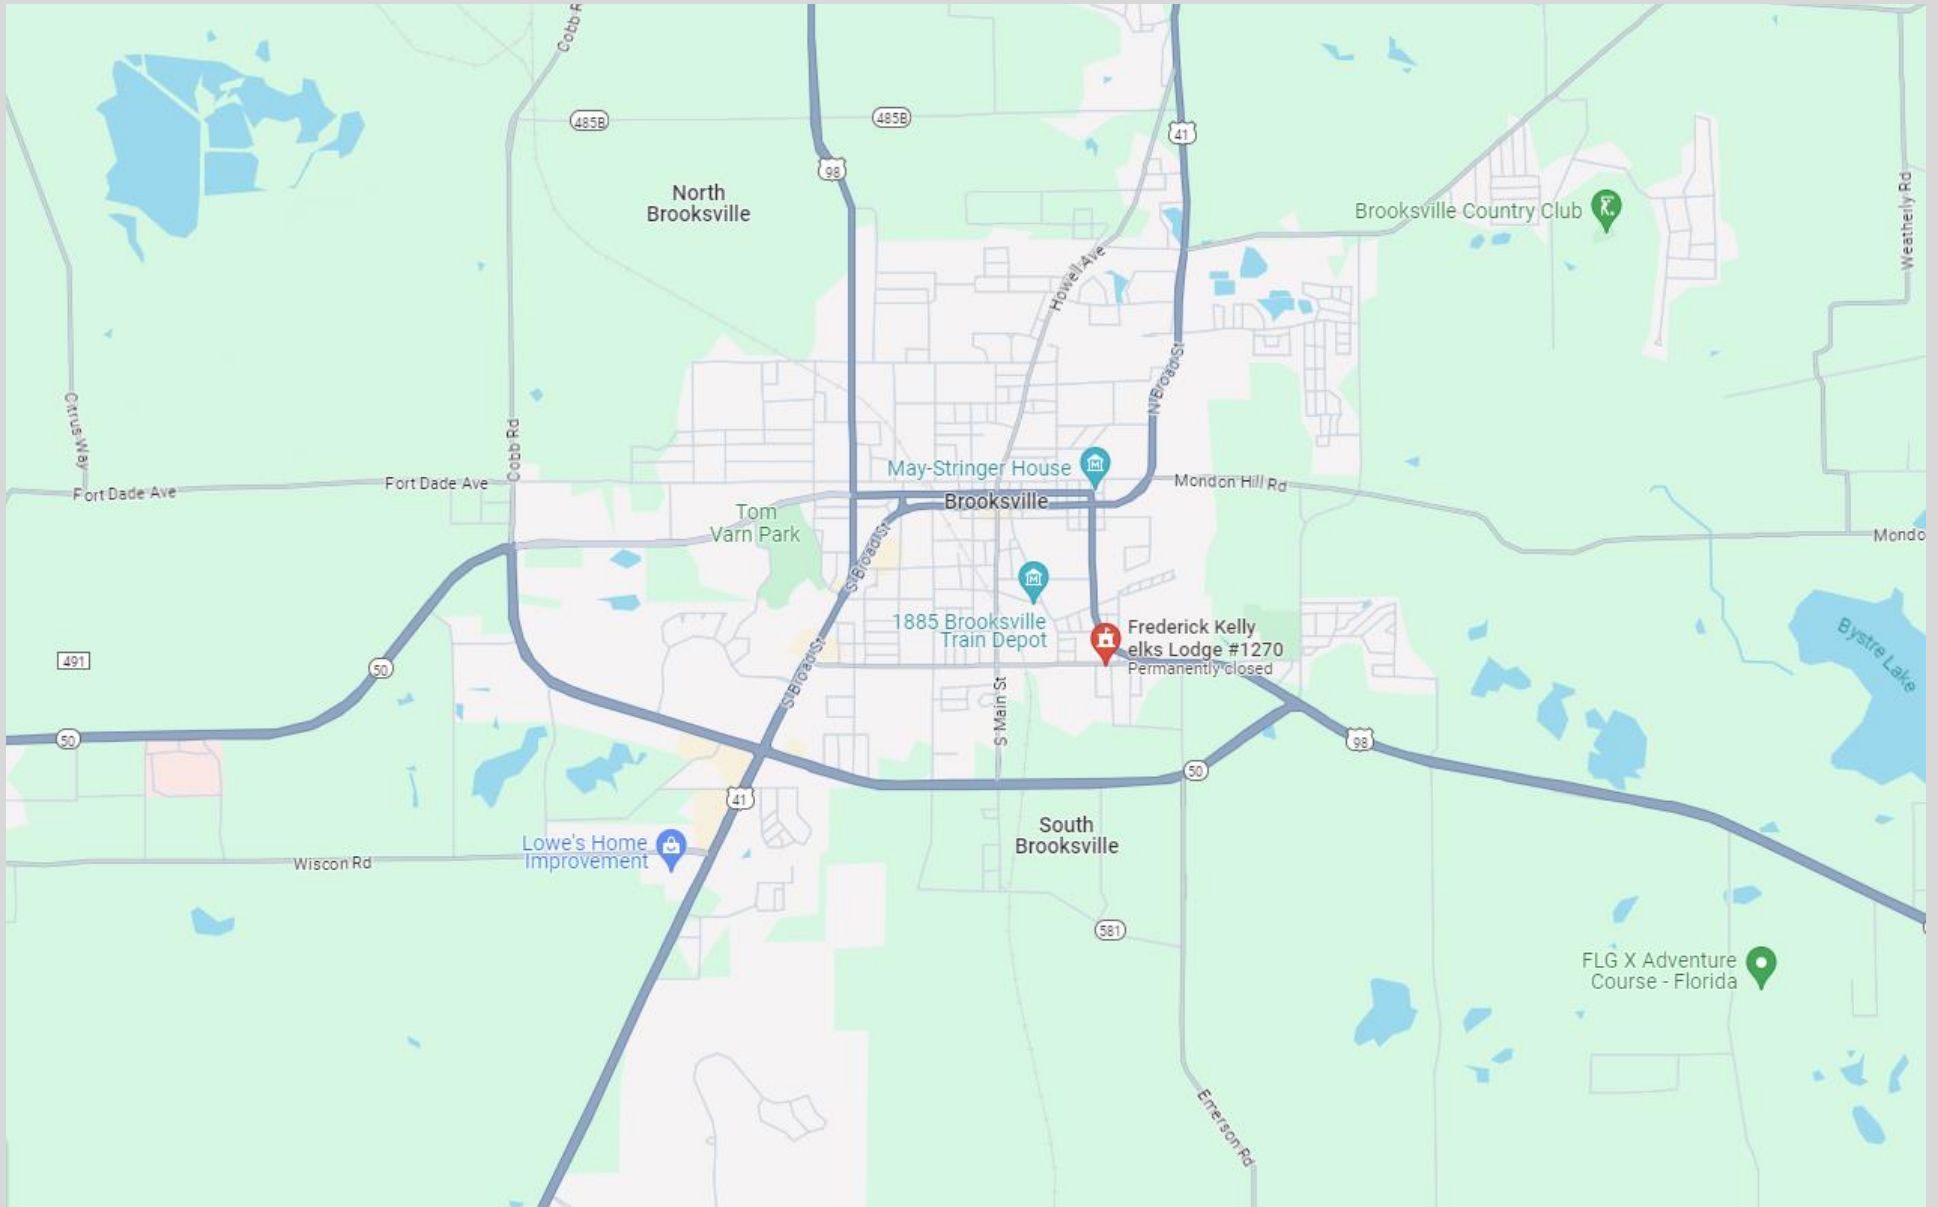 Cobb R
485B
485B
98
41
North
Brooksville
Brooksville Country Club
Weatherly Rd
Howell Ave
N Broad St
Citrus Way
Cobb Rd
May-Stringer House
Fort Dade Ave
Fort Dade Ave
Mondon Hill Rd
Brooksville
Tom
Varn Park
S Broad St
Mondo
1885 Brooksville
Train Depot
Frederick Kelly
elks Lodge #1270
Permanently closed
Bystre Lake
491
50
S Broad St
S Main St
50
98
50
41
South
Brooksville
Lowe's Home
Improvement
Wiscon Rd
581
FLG X Adventure
Course - Florida
Emerson Rd